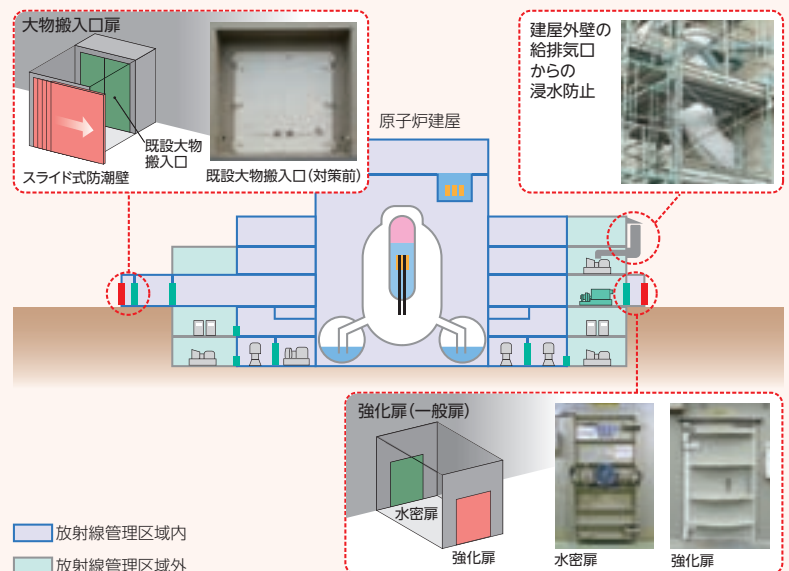 大物搬入口扉
既設大物
搬入口
スライド式防潮壁
既設大物搬入口(対策前)
原子炉建屋
建屋外壁の
給排気口
からの
浸水防止
強化扉(一般扉)
水密扉
強化扉
水密扉
強化扉
放射線管理区域内
放射線管理区域外